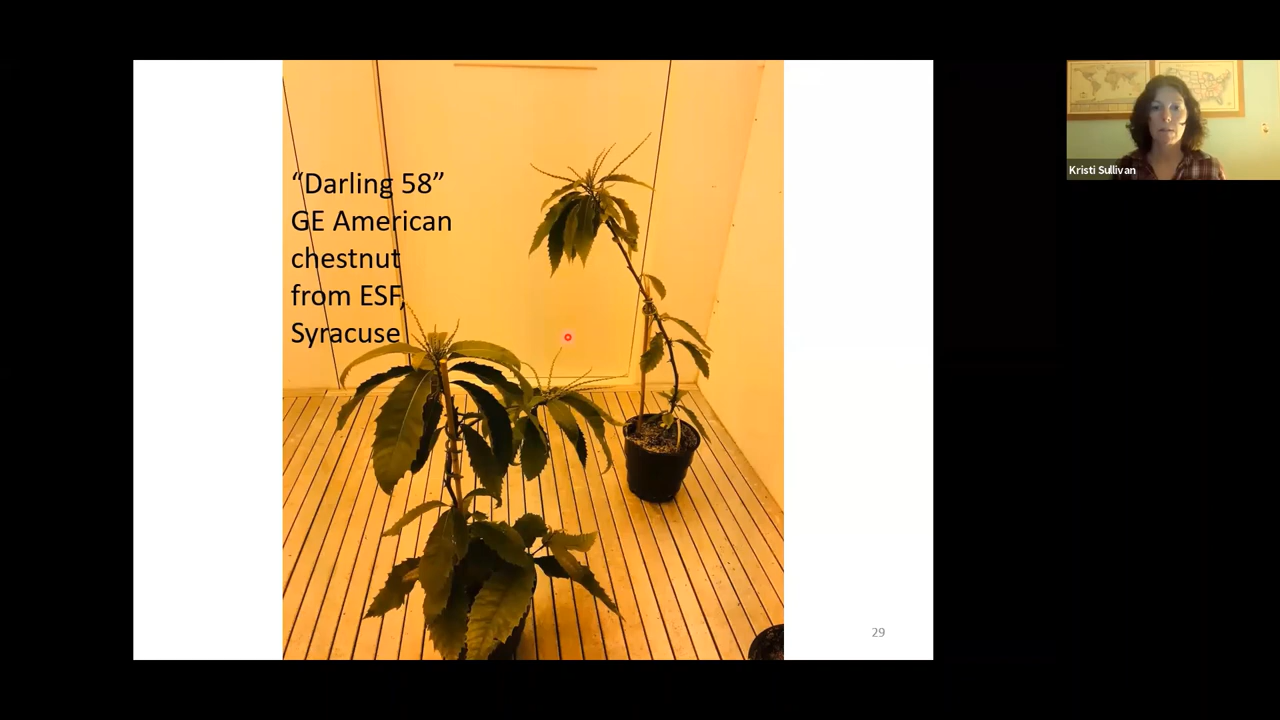 “Darling 58”
GE American
chestnut
from ESF,
Syracuse
29
Kristi Sullivan